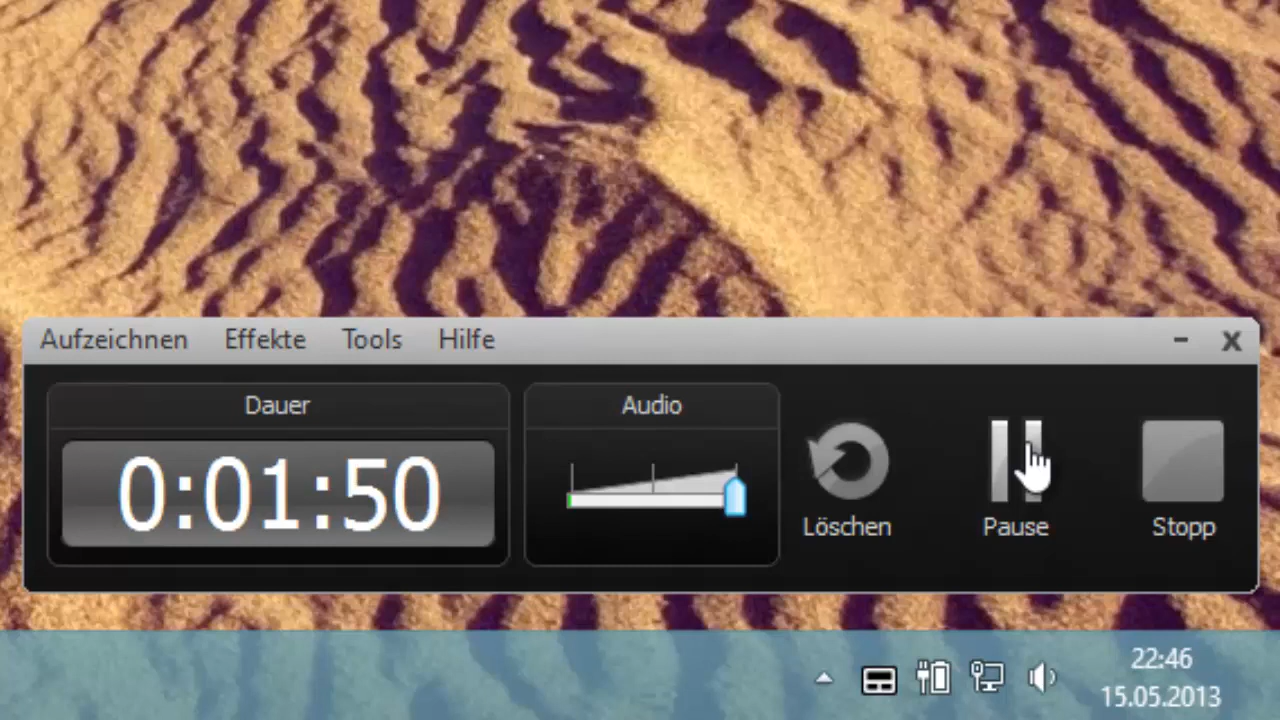 Aufzeichnen Effekte Tools Hilfe
Dauer Audio
0:01:50
Löschen Pause Stopp
22:46
15.05.2013